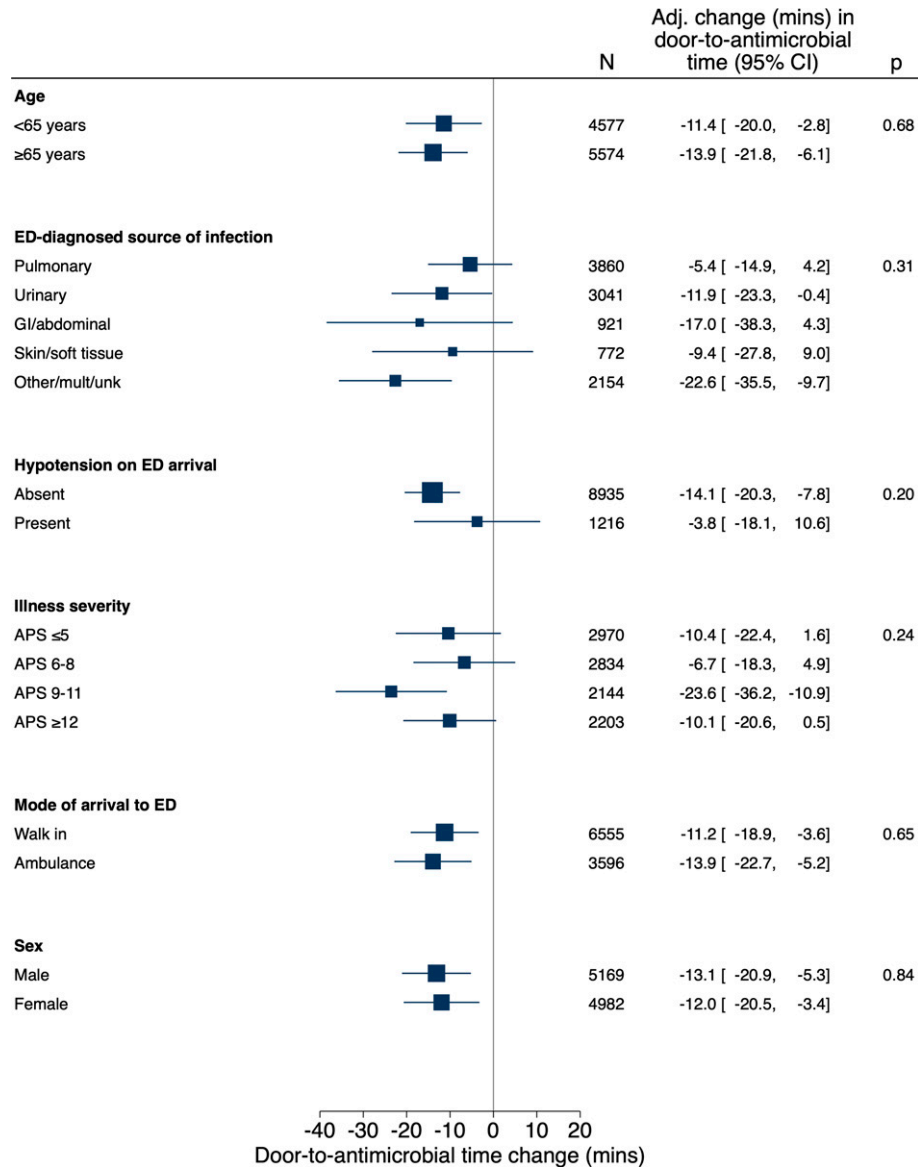 Adj. change (mins) in
door-to-antimicrobial
N time (95% CI) p
Age
<65 years 4577 -11.4 [ -20.0, -2.8] 0.68
≥65 years 5574 -13.9 [ -21.8, -6.1]
ED-diagnosed source of infection
Pulmonary 3860 -5.4 [ -14.9, 4.2] 0.31
Urinary 3041 -11.9 [ -23.3, -0.4]
GI/abdominal 921 -17.0 [ -38.3, 4.3]
Skin/soft tissue 772 -9.4 [ -27.8, 9.0]
Other/mult/unk 2154 -22.6 [ -35.5, -9.7]
Hypotension on ED arrival
Absent 8935 -14.1 [ -20.3, -7.8] 0.20
Present 1216 -3.8 [ -18.1, 10.6]
Illness severity
APS ≤5 2970 -10.4 [ -22.4, 1.6] 0.24
APS 6-8 2834 -6.7 [ -18.3, 4.9]
APS 9-11 2144 -23.6 [ -36.2, -10.9]
APS ≥12 2203 -10.1 [ -20.6, 0.5]
Mode of arrival to ED
Walk in 6555 -11.2 [ -18.9, -3.6] 0.65
Ambulance 3596 -13.9 [ -22.7, -5.2]
Sex
Male 5169 -13.1 [ -20.9, -5.3] 0.84
Female 4982 -12.0 [ -20.5, -3.4]
-40 -30 -20 -10 0 10 20
Door-to-antimicrobial time change (mins)